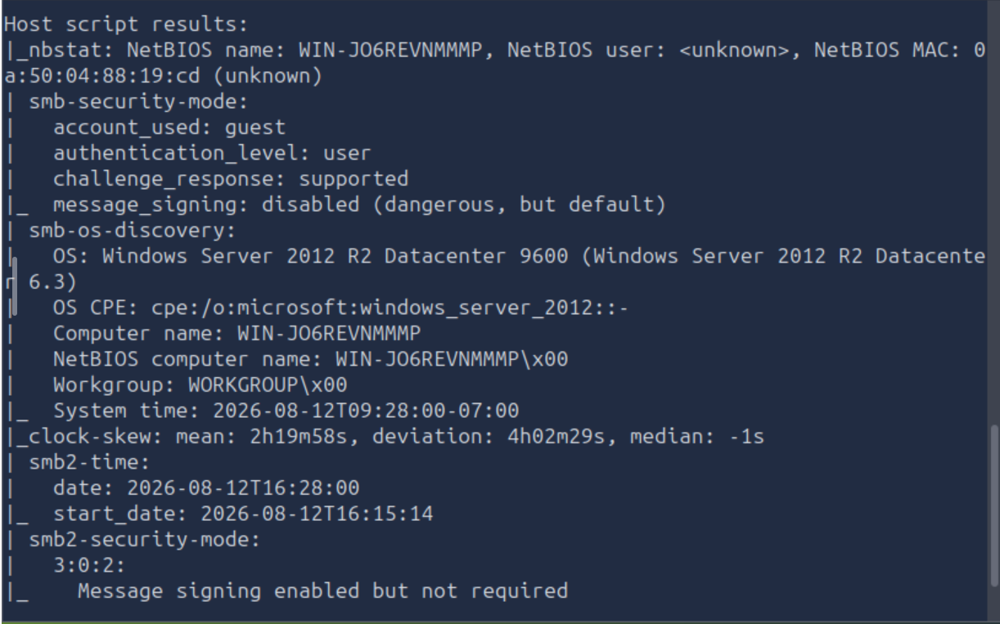 Host script results:
|_nbstat: NetBIOS name: WIN-JO6REVNMMMP, NetBIOS user: <unknown>, NetBIOS MAC: 0
a:50:04:88:19:cd (unknown)
| smb-security-mode:
|   account_used: guest
|   authentication_level: user
|   challenge_response: supported
|_  message_signing: disabled (dangerous, but default)
| smb-os-discovery:
|   OS: Windows Server 2012 R2 Datacenter 9600 (Windows Server 2012 R2 Datacente
r 6.3)
|   OS CPE: cpe:/o:microsoft:windows_server_2012::-
|   Computer name: WIN-JO6REVNMMMP
|   NetBIOS computer name: WIN-JO6REVNMMMP\x00
|   Workgroup: WORKGROUP\x00
|_  System time: 2026-08-12T09:28:00-07:00
|_clock-skew: mean: 2h19m58s, deviation: 4h02m29s, median: -1s
| smb2-time:
|   date: 2026-08-12T16:28:00
|_  start_date: 2026-08-12T16:15:14
| smb2-security-mode:
|   3:0:2:
|_    Message signing enabled but not required